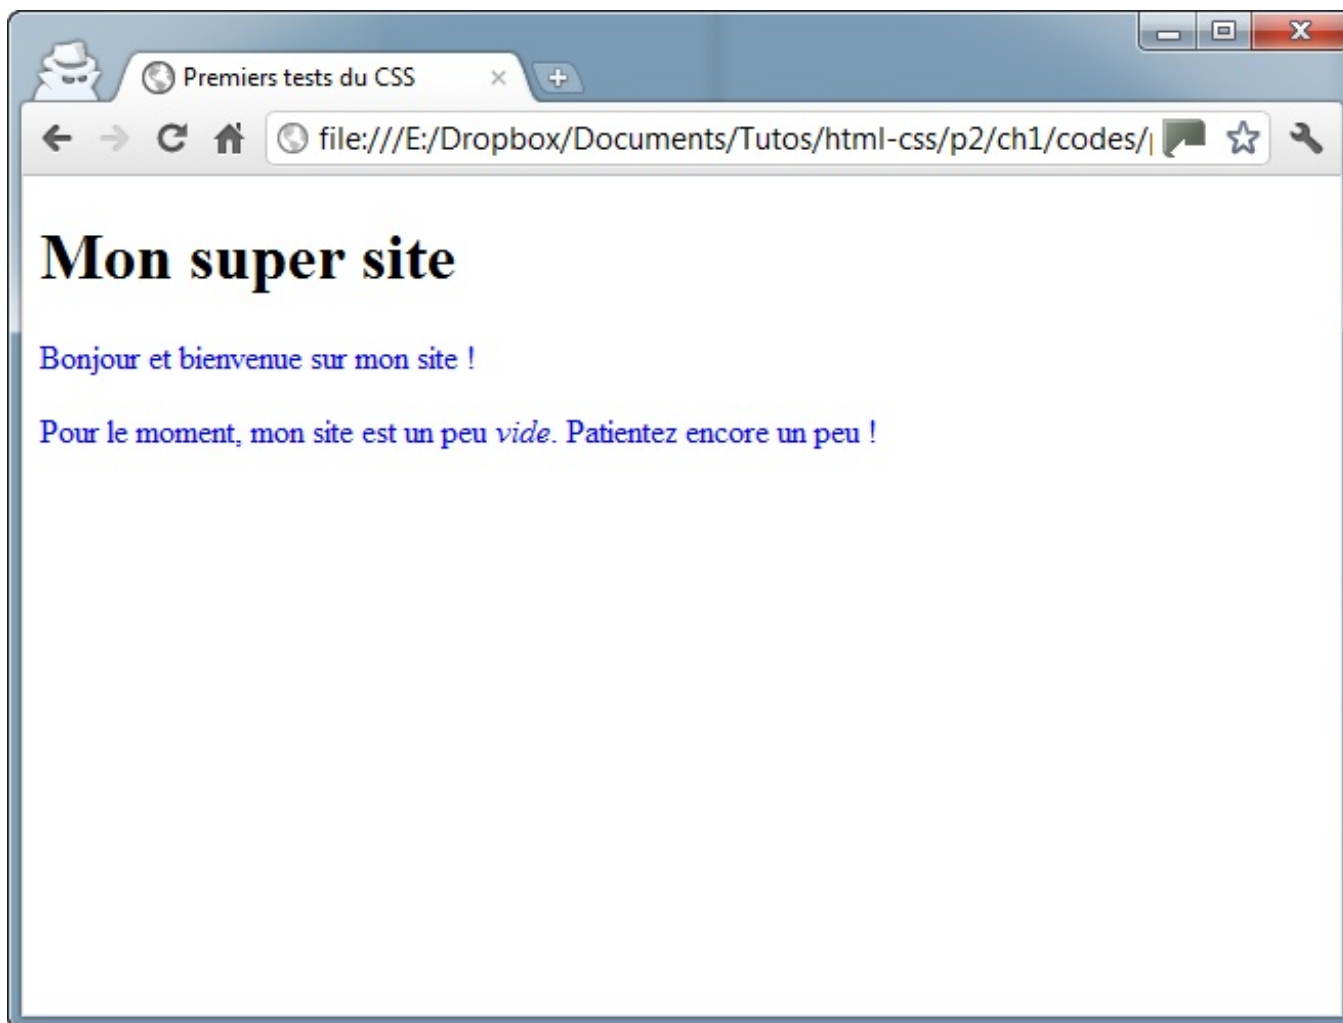 Premiers tests du CSS
file:///E:/Dropbox/Documents/Tutos/html-css/p2/ch1/codes/
Mon super site
Bonjour et bienvenue sur mon site !
Pour le moment, mon site est un peu vide. Patientez encore un peu !